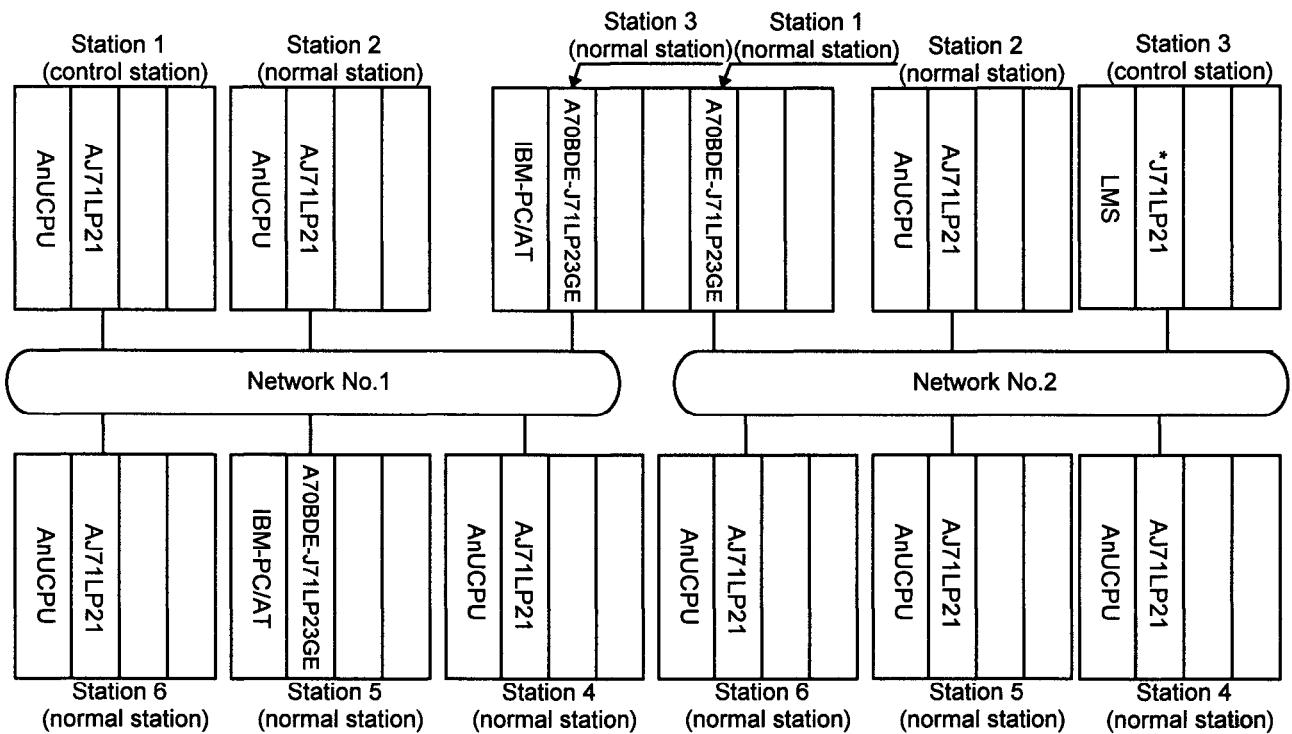 Station 1
(control station)
Station 2
(normal station)
Station 3
(normal station)
Station 1
(normal station)
Station 2
(normal station)
Station 3
(control station)
AnUCPU
AJ71LP21
AnUCPU
AJ71LP21
IBM-PC/AT
A70BDE-J71LP23GE
A70BDE-J71LP23GE
AnUCPU
AJ71LP21
LMS
*J71LP21
Network No.1
Network No.2
AnUCPU
AJ71LP21
IBM-PC/AT
A70BDE-J71LP23GE
AnUCPU
AJ71LP21
AnUCPU
AJ71LP21
AnUCPU
AJ71LP21
AnUCPU
AJ71LP21
Station 6
(normal station)
Station 5
(normal station)
Station 4
(normal station)
Station 6
(normal station)
Station 5
(normal station)
Station 4
(normal station)